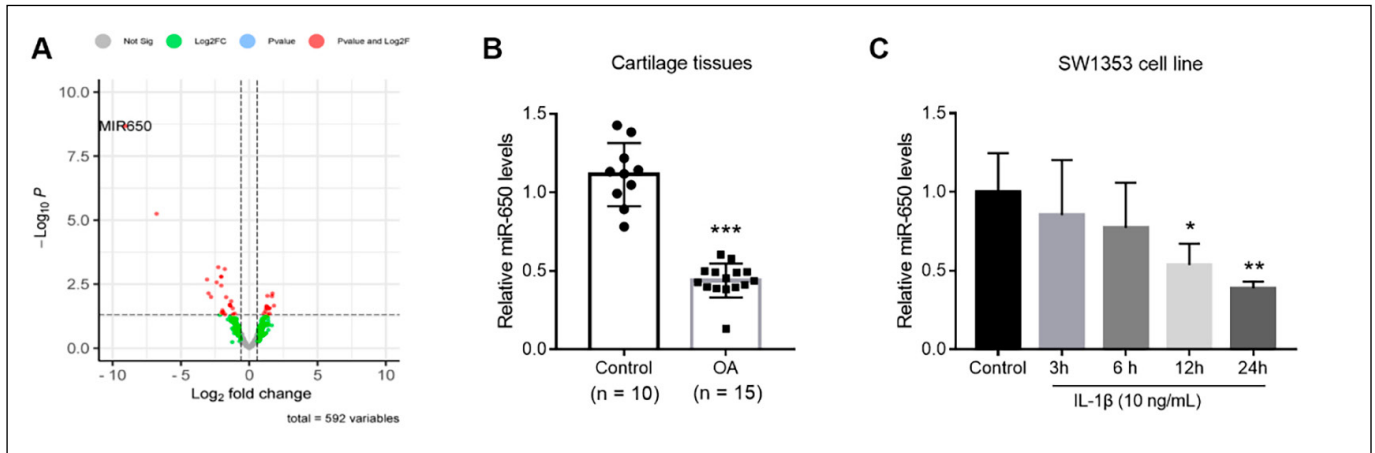 A
Not Sig Log2FC Pvalue Pvalue and Log2F
10.0
7.5
5.0
2.5
0.0
MIR650
−Log10 P
- 10 - 5 0 5 10
Log2 fold change
total = 592 variables
B
Cartilage tissues
Relative miR-650 levels
1.5
1.0
0.5
0.0
***
Control OA
(n = 10) (n = 15)
C
SW1353 cell line
Relative miR-650 levels
1.5
1.0
0.5
0.0
*
**
Control 3h 6 h 12h 24h
IL-1β (10 ng/mL)